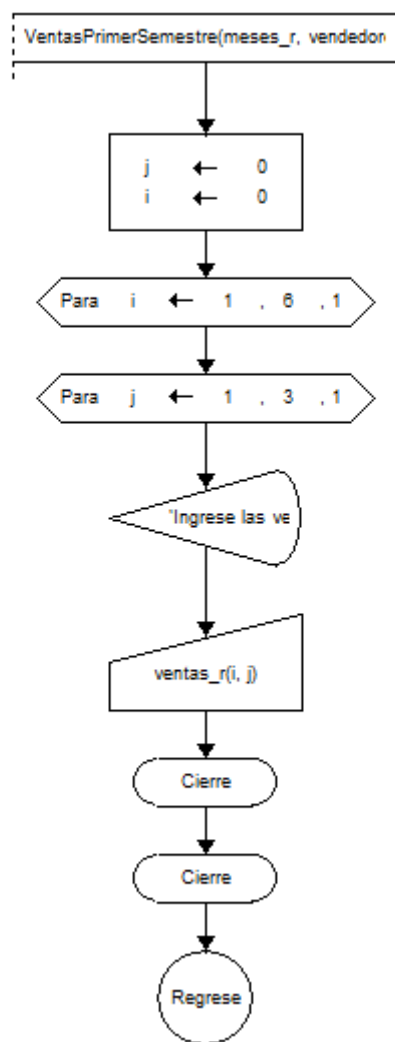 VentasPrimerSemestre(meses_r, vendedor
j ← 0
i ← 0
Para i ← 1 , 6 , 1
Para j ← 1 , 3 , 1
'Ingrese las ve
ventas_r(i, j)
Cierre
Cierre
Regrese